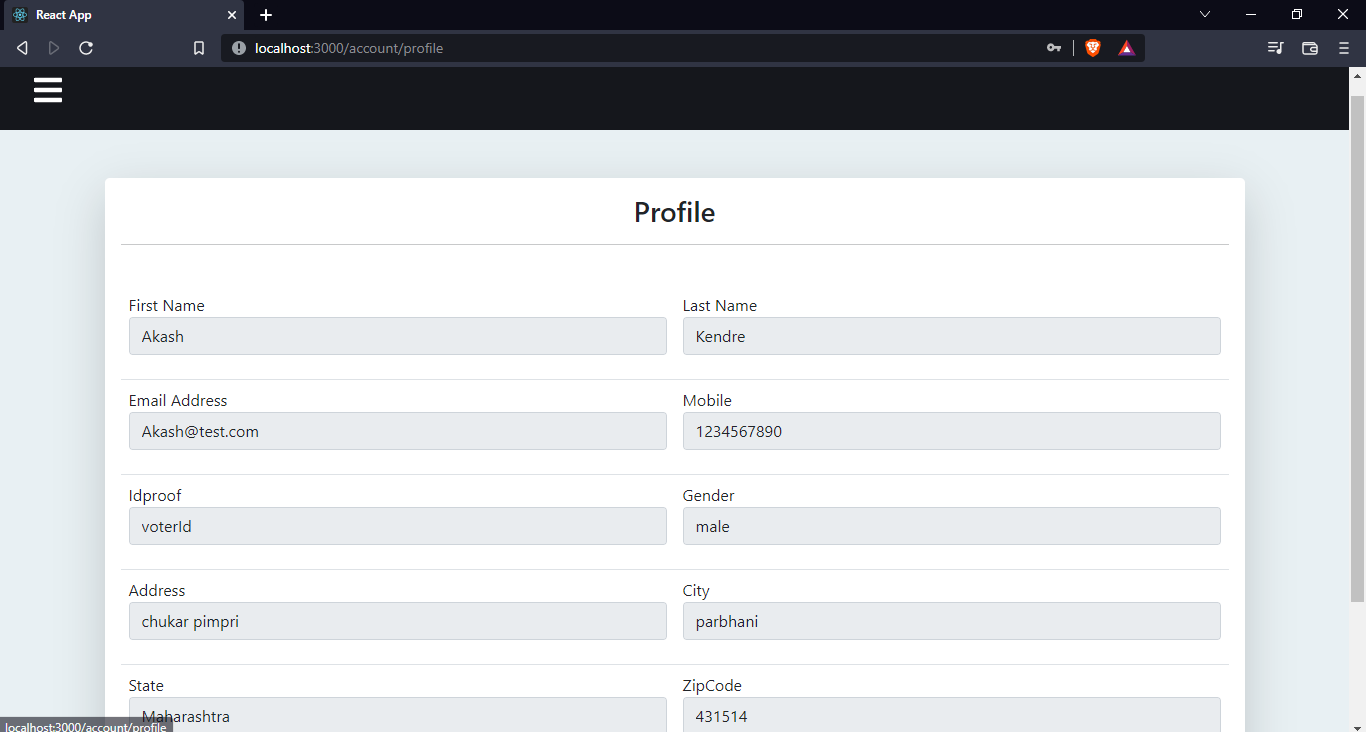 React App
localhost:3000/account/profile
Profile
First Name Last Name
Akash Kendre
Email Address Mobile
Akash@test.com 1234567890
Idproof Gender
voterId male
Address City
chukar pimpri parbhani
State ZipCode
Maharashtra 431514
localhost:3000/account/profile